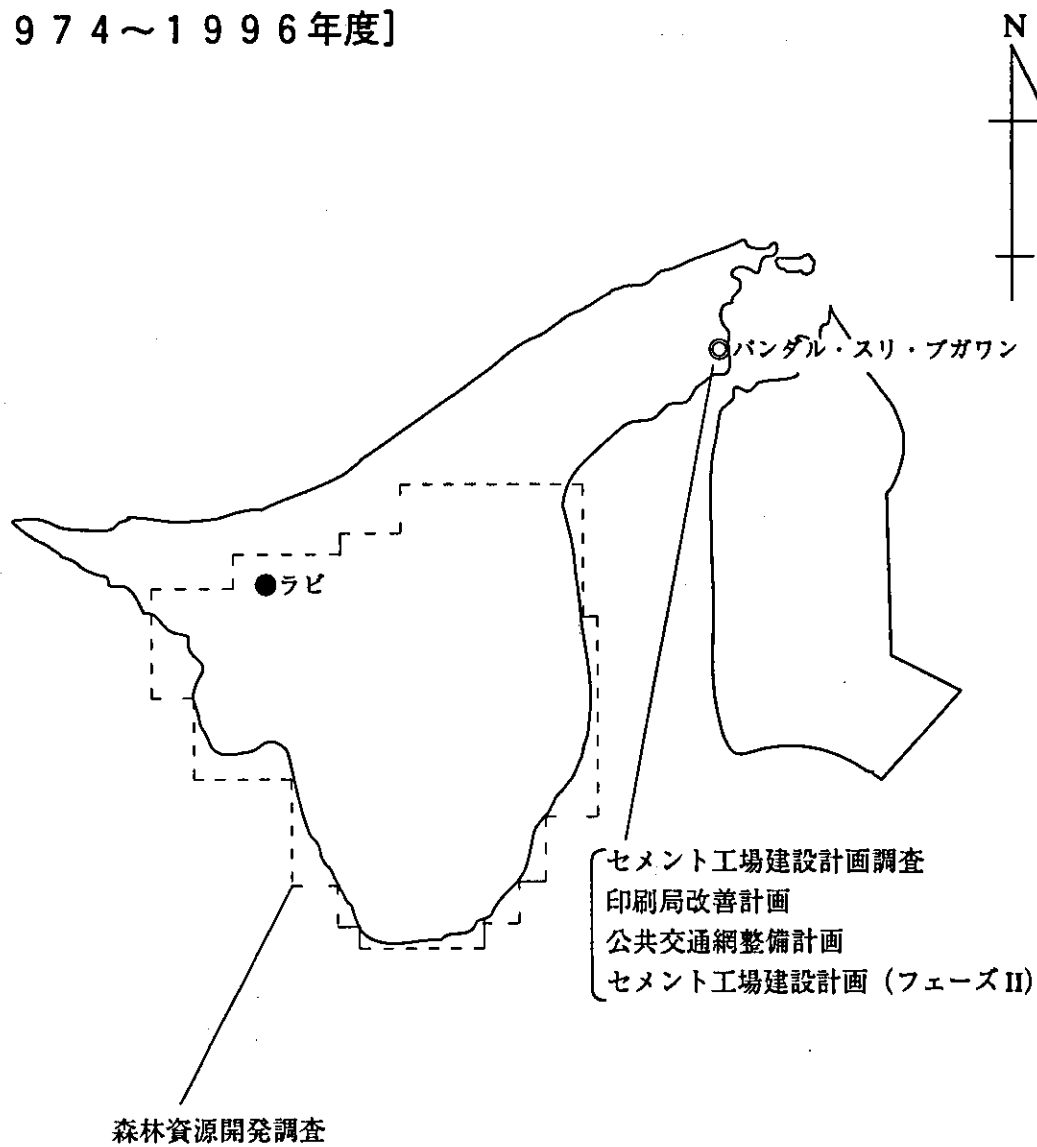 974～1996年度]
N
バンダル・スリ・ブガワン
ラビ
セメント工場建設計画調査
印刷局改善計画
公共交通網整備計画
セメント工場建設計画(フェーズII)
森林資源開発調査